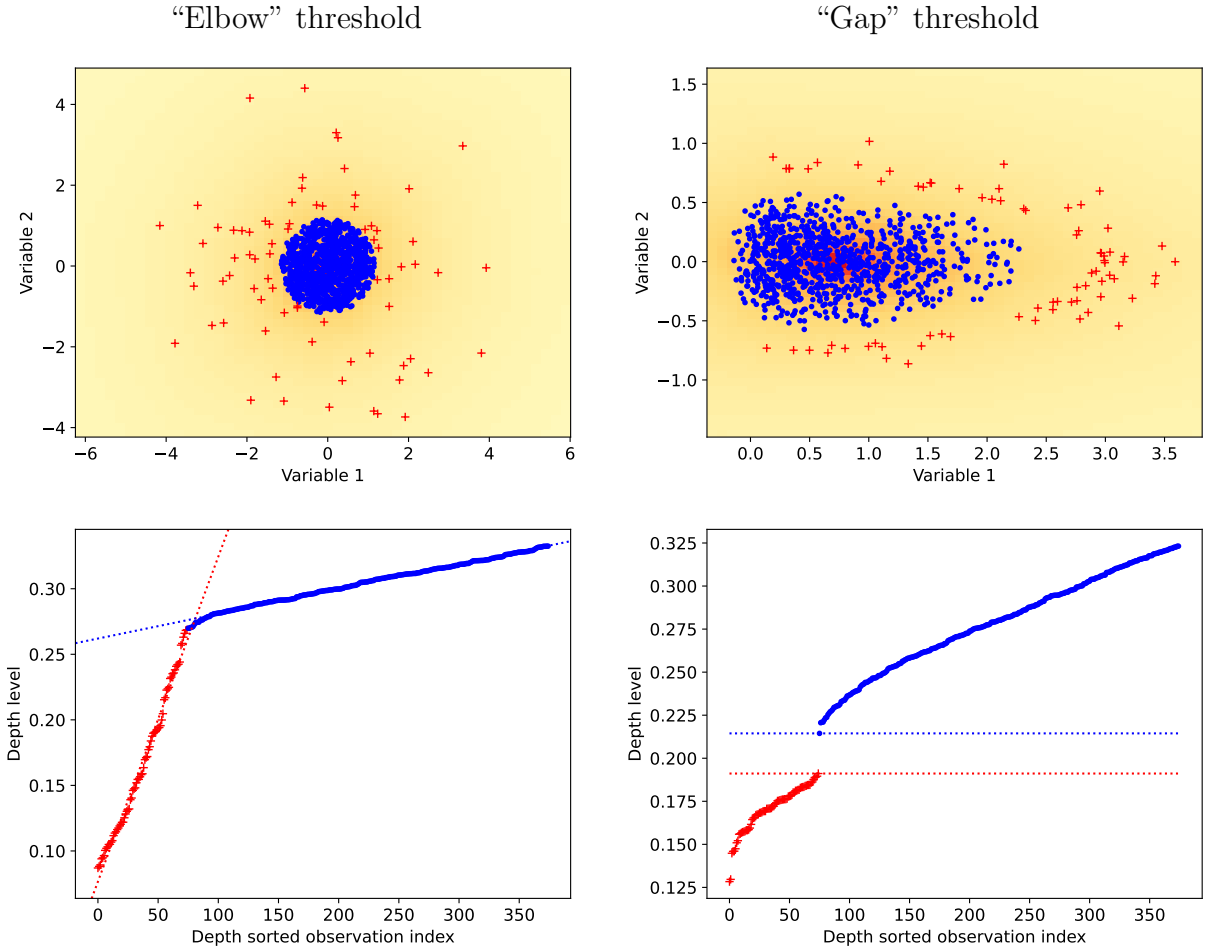 “Elbow” threshold
“Gap” threshold
4
2
0
−2
−4
Variable 2
−6 −4 −2 0 2 4 6
Variable 1
1.5
1.0
0.5
0.0
−0.5
−1.0
Variable 2
0.0 0.5 1.0 1.5 2.0 2.5 3.0 3.5
Variable 1
0.30
0.25
0.20
0.15
0.10
Depth level
0 50 100 150 200 250 300 350
Depth sorted observation index
0.325
0.300
0.275
0.250
0.225
0.200
0.175
0.150
0.125
Depth level
0 50 100 150 200 250 300 350
Depth sorted observation index